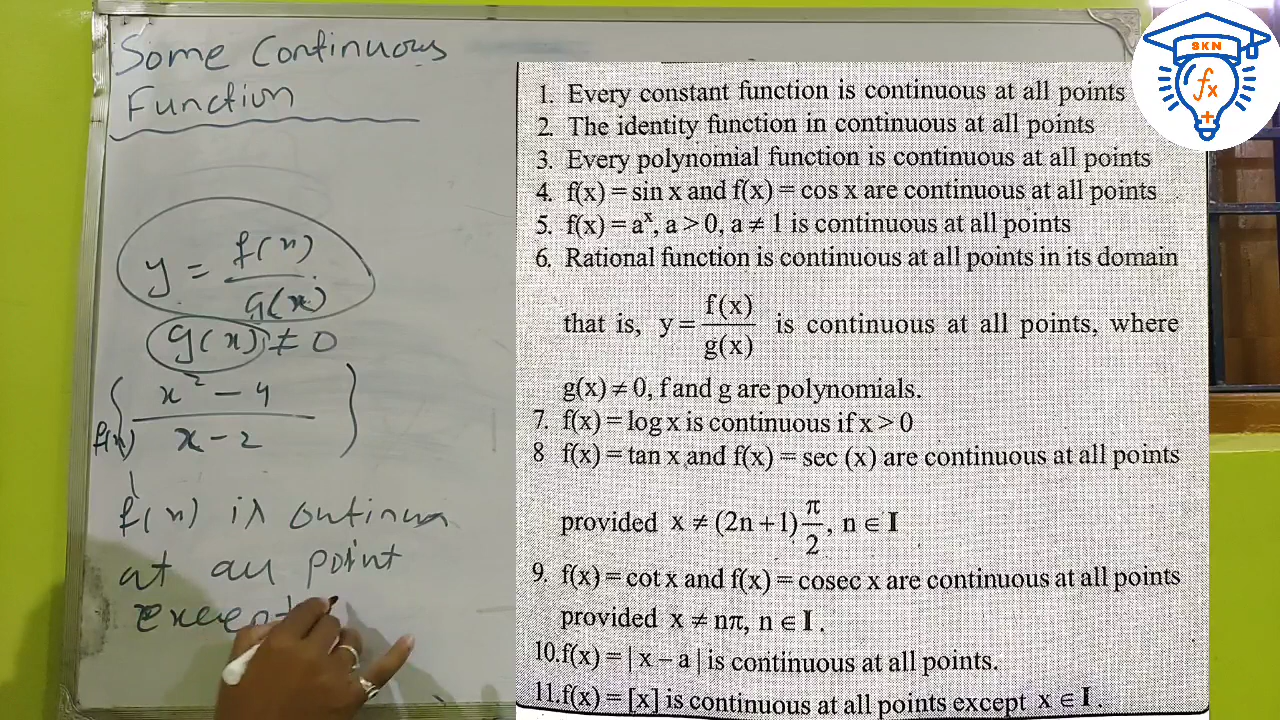 Some Continuous
Function
y = f(x)/g(x)
g(x) ≠ 0
f(x) { x² - 4 / x - 2 }
f(x) is
at all point
except
SKN
fx
+
1. Every constant function is continuous at all points
2. The identity function in continuous at all points
3. Every polynomial function is continuous at all points
4. f(x) = sin x and f(x) = cos x are continuous at all points
5. f(x) = aˣ, a > 0, a ≠ 1 is continuous at all points
6. Rational function is continuous at all points in its domain
that is, y = f(x)/g(x) is continuous at all points, where
g(x) ≠ 0, f and g are polynomials.
7. f(x) = log x is continuous if x > 0
8 f(x) = tan x and f(x) = sec (x) are continuous at all points
provided x ≠ (2n + 1) π/2, n ∈ I
9. f(x) = cot x and f(x) = cosec x are continuous at all points
provided x ≠ nπ, n ∈ I.
10. f(x) = | x – a | is continuous at all points.
11. f(x) = [x] is continuous at all points except x ∈ I.